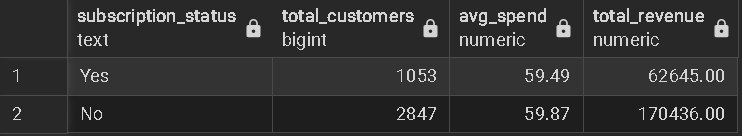 subscription_status total_customers avg_spend total_revenue
text bigint numeric numeric
1 Yes 1053 59.49 62645.00
2 No 2847 59.87 170436.00